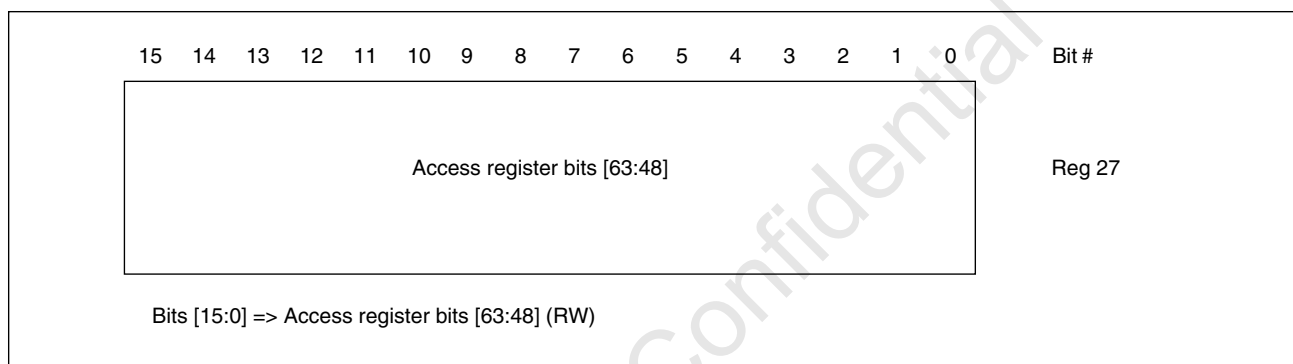 15 14 13 12 11 10 9 8 7 6 5 4 3 2 1 0 Bit #
Access register bits [63:48] Reg 27
Bits [15:0] => Access register bits [63:48] (RW)
Confidential